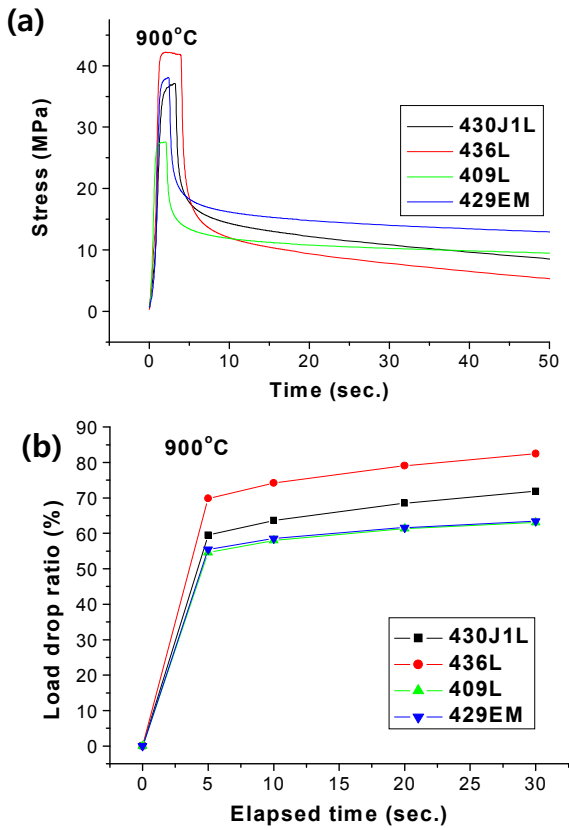 (a)
900°C
Stress (MPa)
40
30
20
10
0
430J1L
436L
409L
429EM
0
10
20
30
40
50
Time (sec.)
(b)
900°C
Load drop ratio (%)
90
80
70
60
50
40
30
20
10
0
430J1L
436L
409L
429EM
0
5
10
15
20
25
30
Elapsed time (sec.)